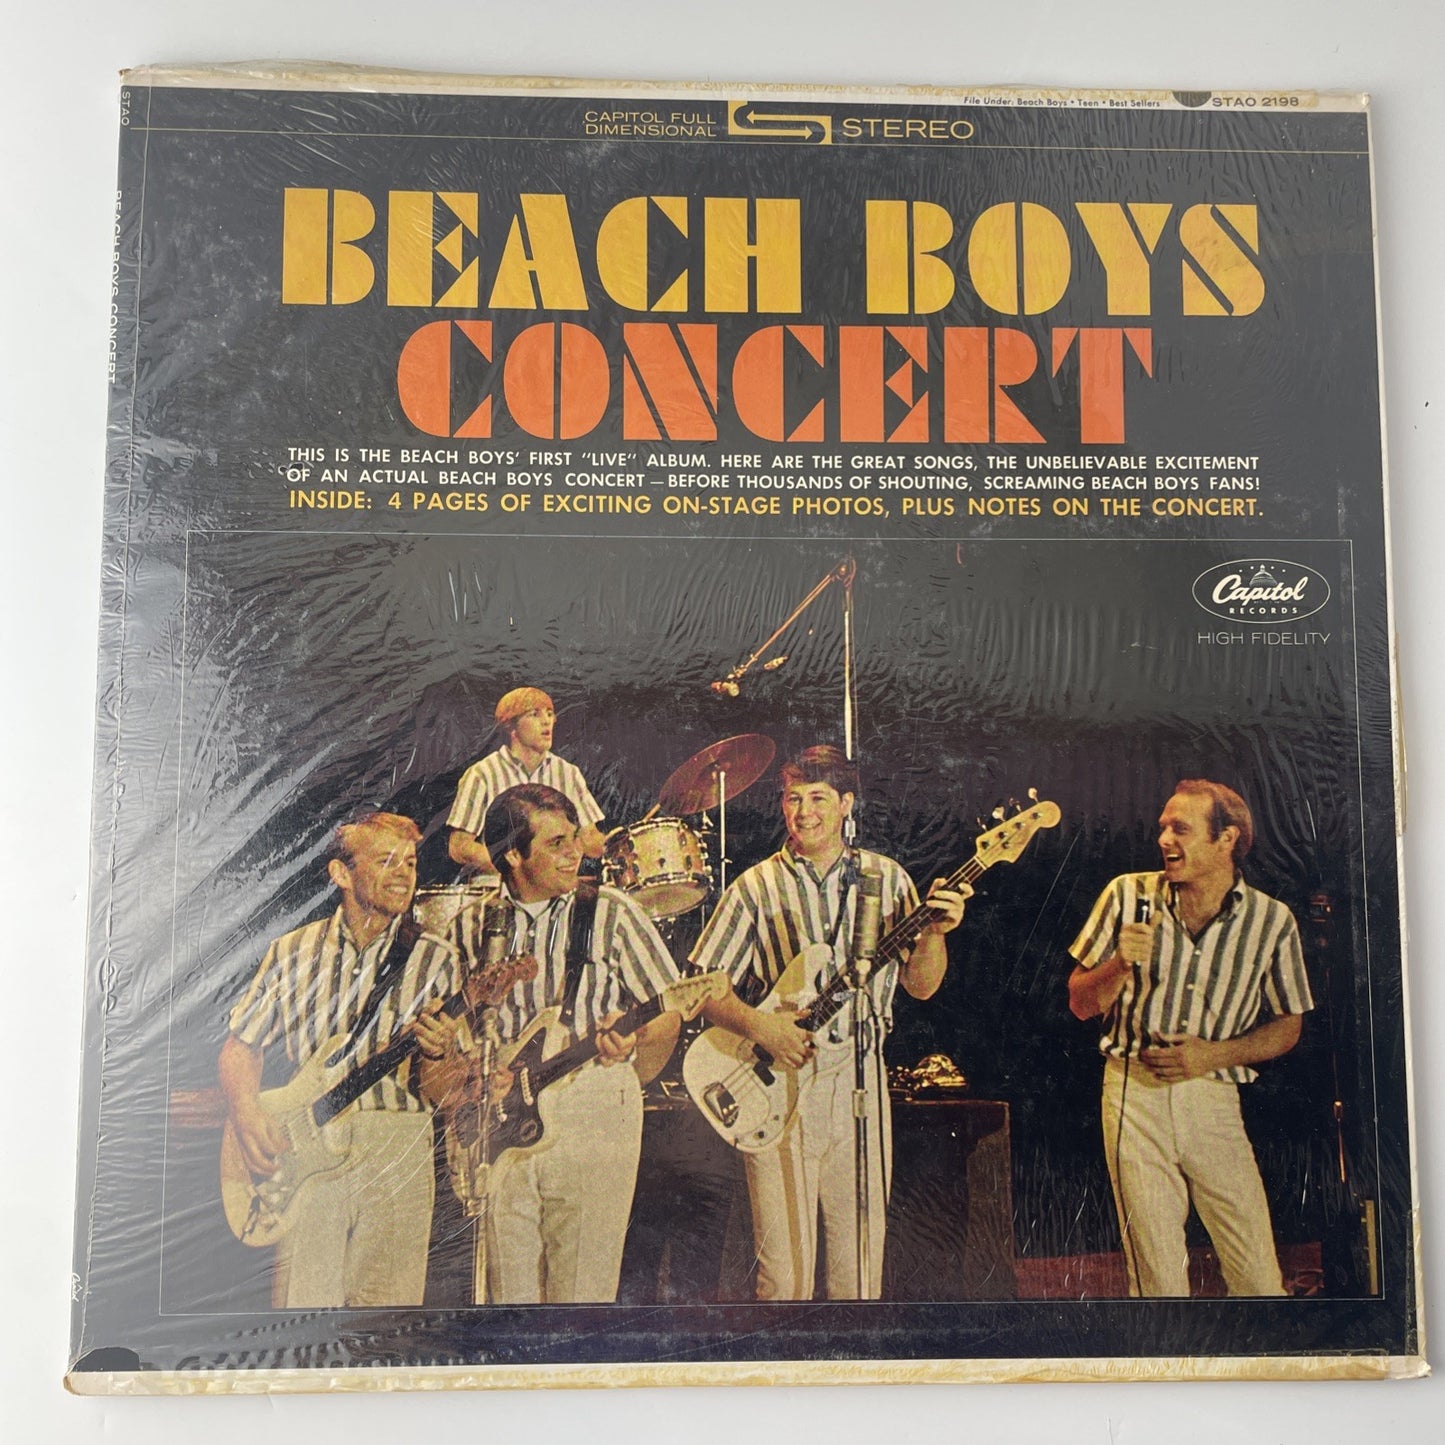 File Under: Beach Boys • Teen • Best Sellers
STAO 2198
CAPITOL FULL
DIMENSIONAL
STEREO
BEACH BOYS
CONCERT
THIS IS THE BEACH BOYS' FIRST "LIVE" ALBUM. HERE ARE THE GREAT SONGS, THE UNBELIEVABLE EXCITEMENT
OF AN ACTUAL BEACH BOYS CONCERT — BEFORE THOUSANDS OF SHOUTING, SCREAMING BEACH BOYS FANS!
INSIDE: 4 PAGES OF EXCITING ON-STAGE PHOTOS, PLUS NOTES ON THE CONCERT.
Capitol
RECORDS
HIGH FIDELITY
STAO
BEACH BOYS CONCERT
Capitol